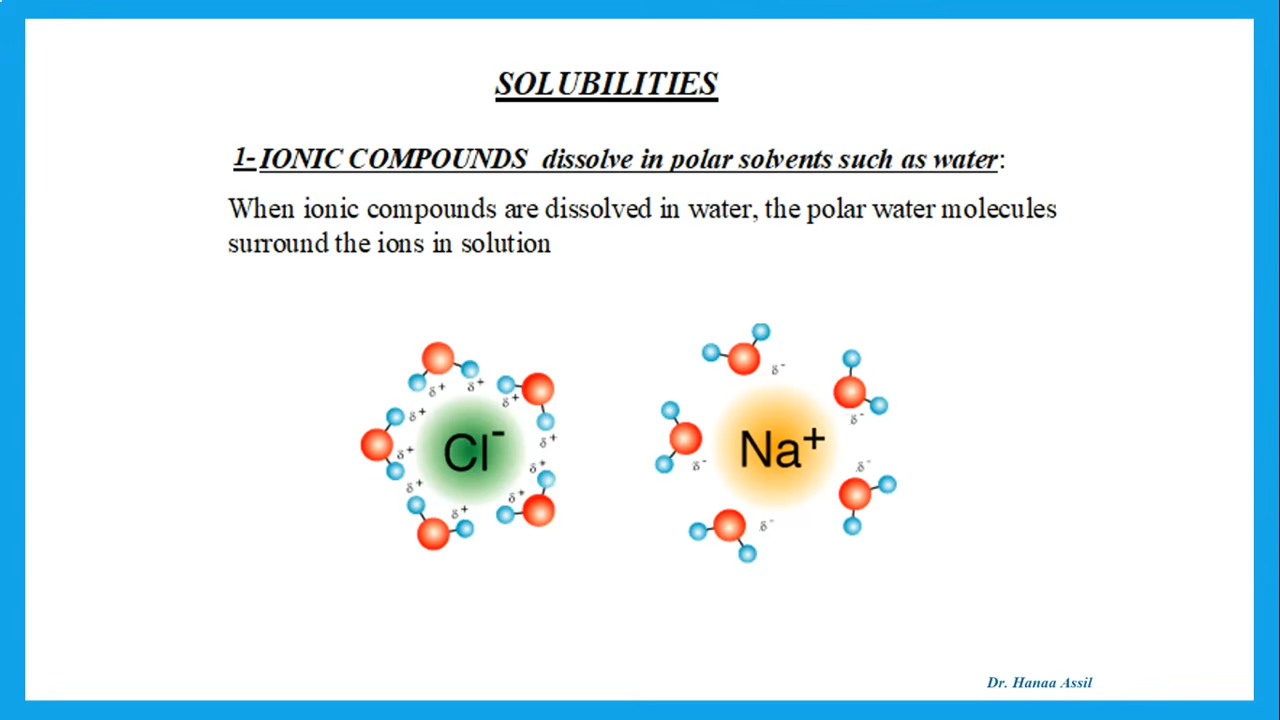 SOLUBILITIES
1- IONIC COMPOUNDS dissolve in polar solvents such as water:
When ionic compounds are dissolved in water, the polar water molecules
surround the ions in solution
δ⁺ δ⁺ δ⁺ δ⁺ δ⁺ δ⁺ δ⁺ δ⁺ δ⁺ δ⁺
Cl⁻
δ⁻ δ⁻ δ⁻ δ⁻ δ⁻
Na⁺
Dr. Hanaa Assil